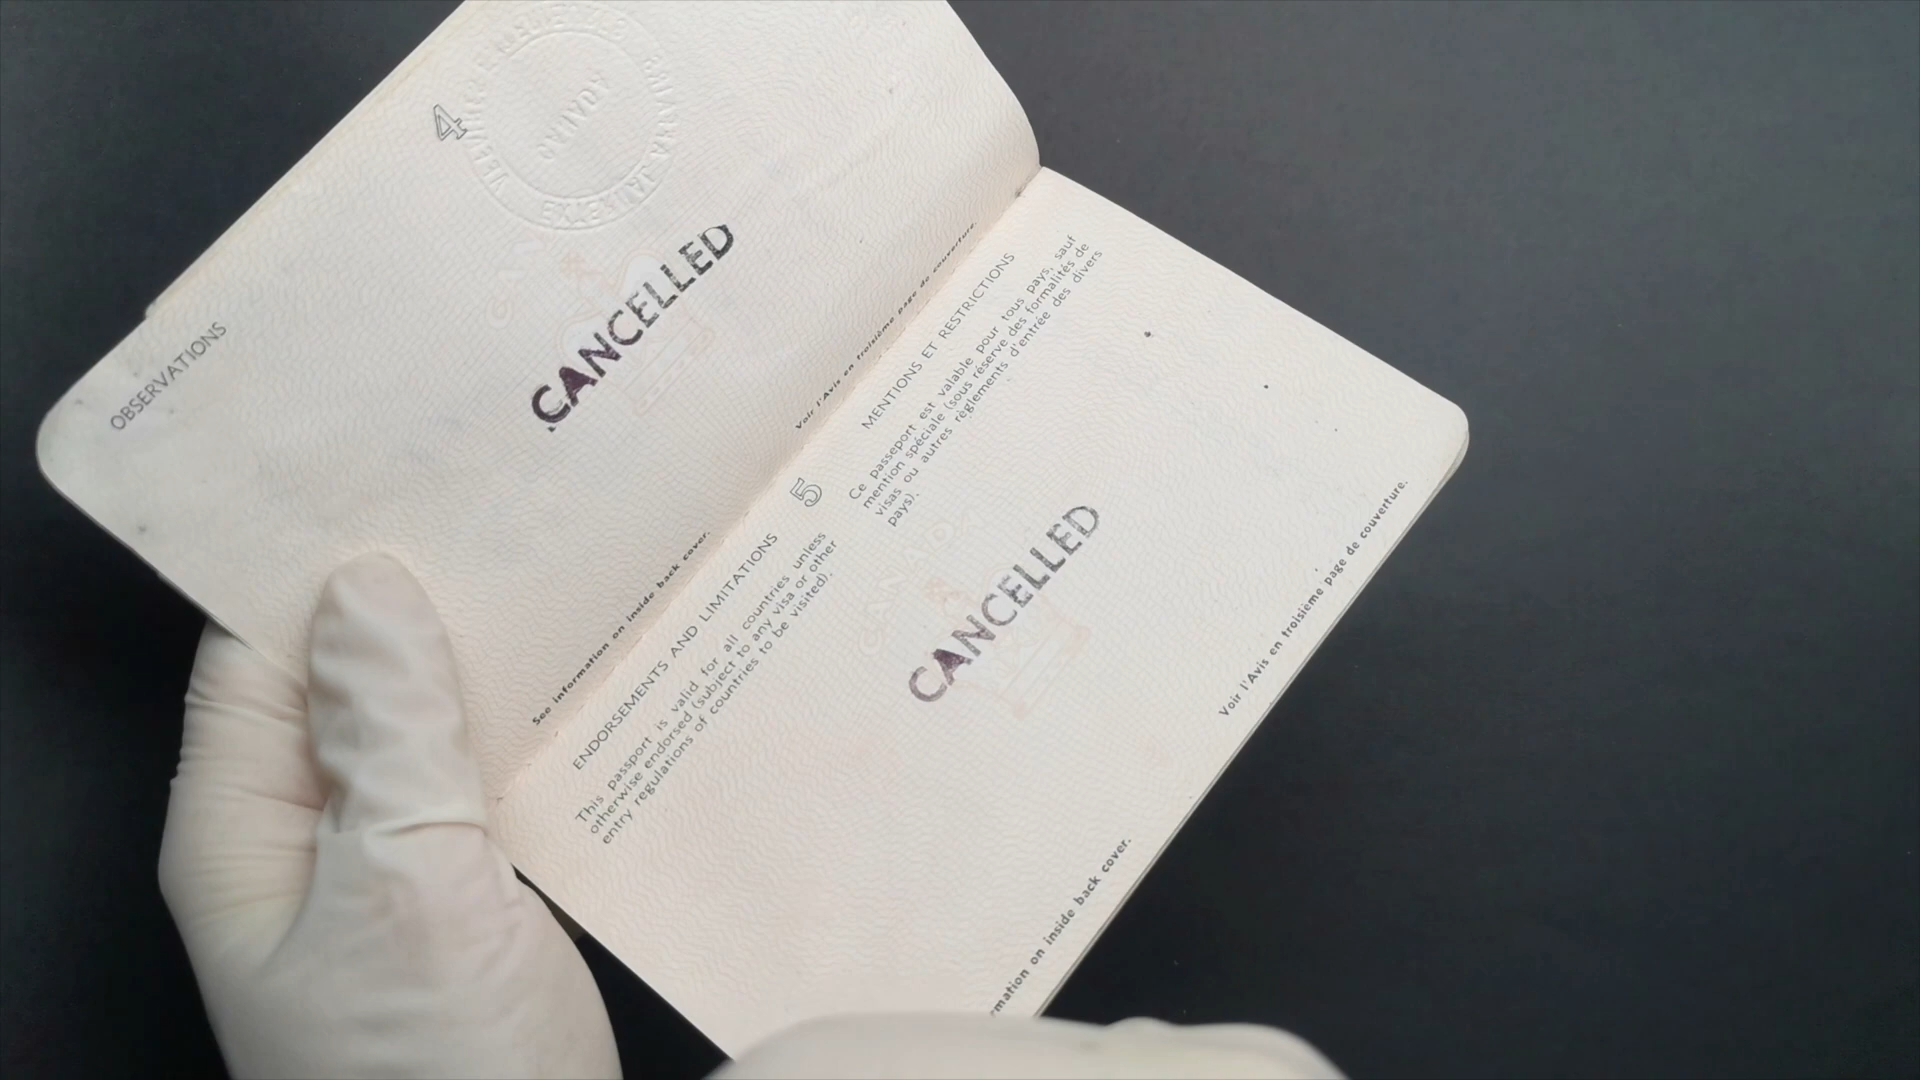 4
OBSERVATIONS
CANCELLED
See information on inside back cover.
Voir l'Avis en troisième page de couverture.
5
ENDORSEMENTS AND LIMITATIONS
This passport is valid for all countries unless
otherwise endorsed (subject to any visa or other
entry regulations of countries to be visited).
MENTIONS ET RESTRICTIONS
Ce passeport est valable pour tous pays, sauf
mention spéciale (sous réserve des formalités de
visas ou autres règlements d'entrée des divers
pays).
CANADA
CANCELLED
on inside back cover.
Voir l'Avis en troisième page de couverture.